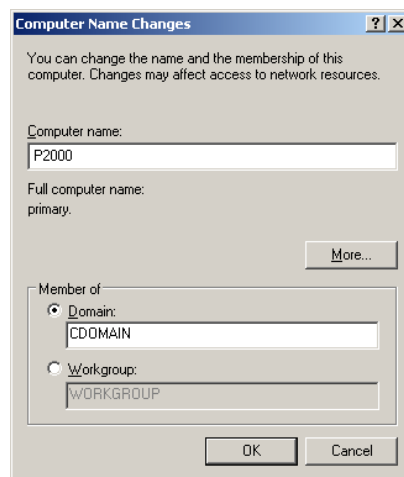 Computer Name Changes
You can change the name and the membership of this
computer. Changes may affect access to network resources.
Computer name:
P2000
Full computer name:
primary.
More...
Member of
Domain:
CDOMAIN
Workgroup:
WORKGROUP
OK Cancel